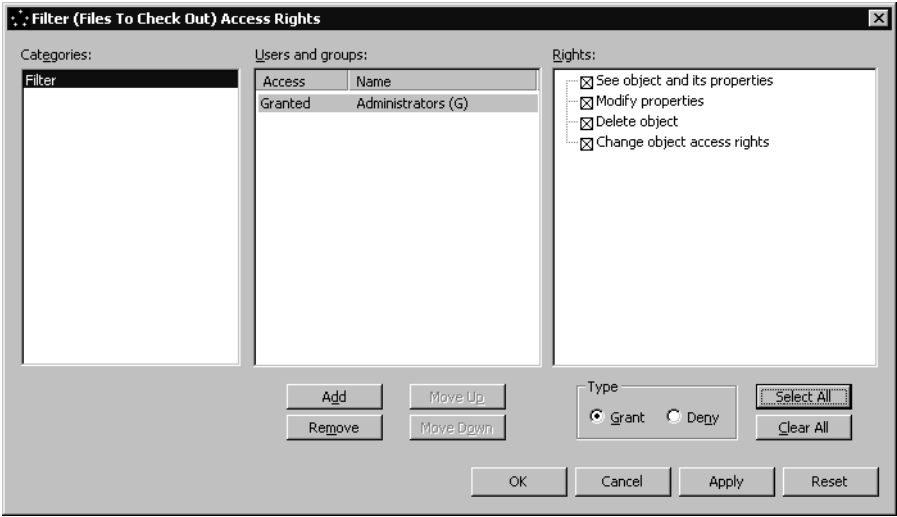 Filter (Files To Check Out) Access Rights
Categories:
Filter
Users and groups:
Access Name
Granted Administrators (G)
Rights:
See object and its properties
Modify properties
Delete object
Change object access rights
Add
Move Up
Remove
Move Down
Type
Grant Deny
Select All
Clear All
OK Cancel Apply Reset